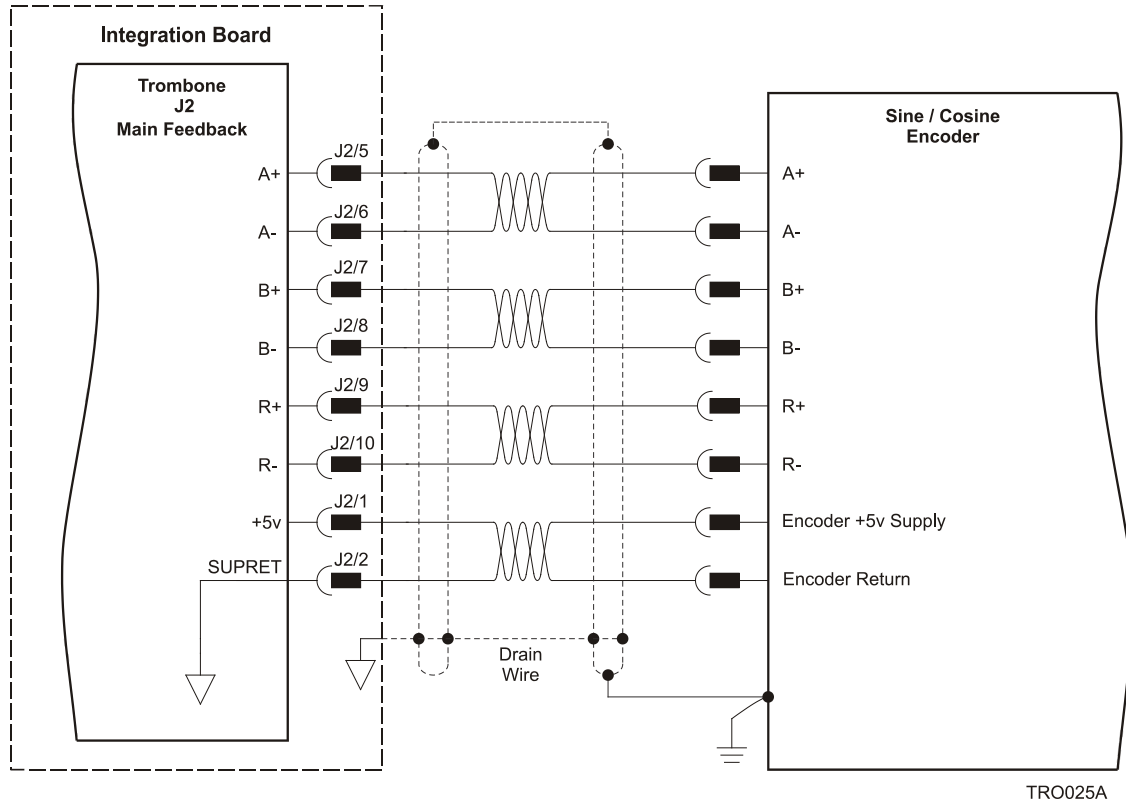 Integration Board
Trombone
J2
Main Feedback
Sine / Cosine
Encoder
A+
J2/5
A+
A-
J2/6
A-
B+
J2/7
B+
B-
J2/8
B-
R+
J2/9
R+
R-
J2/10
R-
+5v
J2/1
Encoder +5v Supply
SUPRET
J2/2
Encoder Return
Drain
Wire
TRO025A